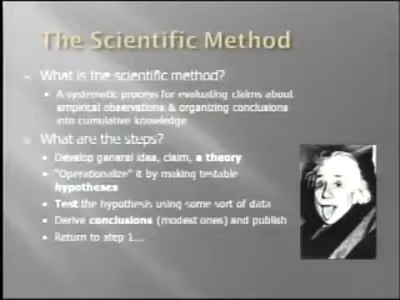 The Scientific Method
What is the scientific method?
A systematic process for evaluating claims about
empirical observations & organizing conclusions
into cumulative knowledge
What are the steps?
Develop general idea, claim, a theory
"Operationalize" it by making testable
hypotheses
Test the hypothesis using some sort of data
Derive conclusions (modest ones) and publish
Return to step 1...